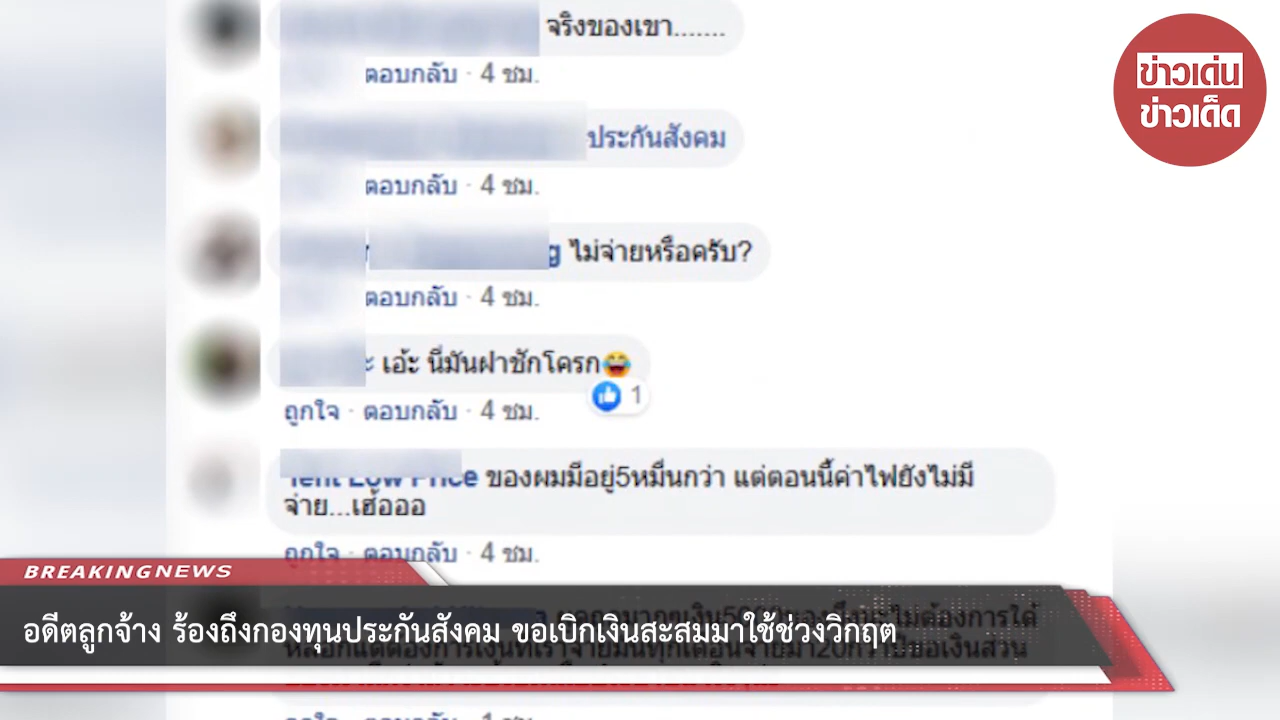 จริงของเขา.......
ตอบกลับ · 4 ชม.
ข่าวเด่น
ข่าวเด็ด
ประกันสังคม
ตอบกลับ · 4 ชม.
ไม่จ่ายหรือครับ?
ตอบกลับ · 4 ชม.
เอ้ะ นี่มันฝาชักโครก😂
1
ถูกใจ · ตอบกลับ · 4 ชม.
Tent Low Price ของผมมีอยู่5หมื่นกว่า แต่ตอนนี้ค่าไฟยังไม่มี
จ่าย...เฮ้อออ
ถูกใจ · ตอบกลับ · 4 ชม.
BREAKINGNEWS
อดีตลูกจ้าง ร้องถึงกองทุนประกันสังคม ขอเบิกเงินสะสมมาใช้ช่วงวิกฤต